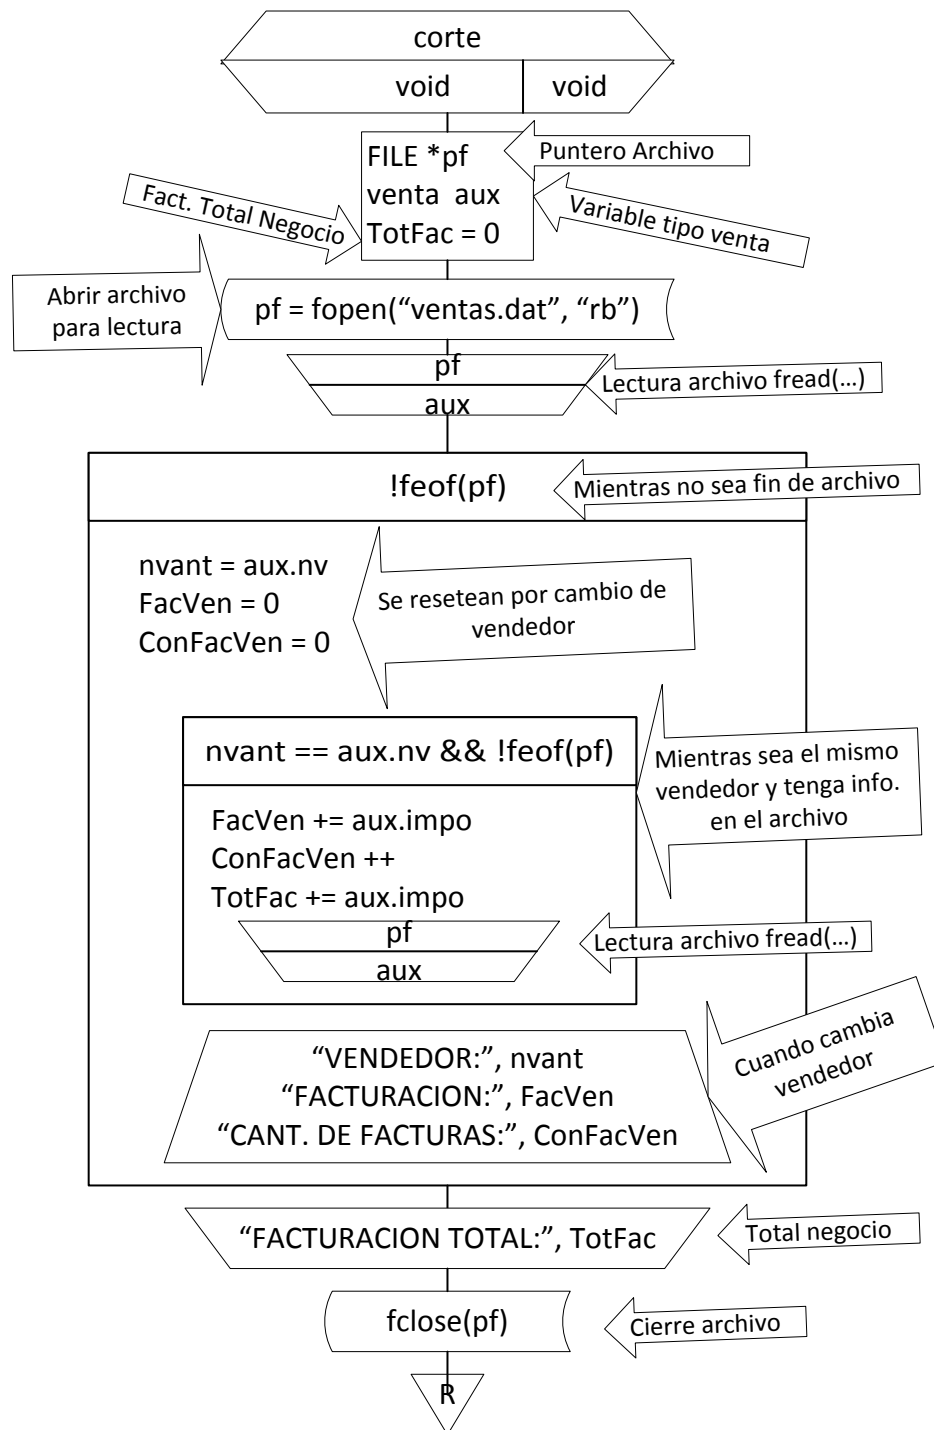 corte
void void
FILE *pf
venta aux
TotFac = 0
Puntero Archivo
Fact. Total Negocio
Variable tipo venta
Abrir archivo
para lectura
pf = fopen(“ventas.dat”, “rb”)
pf
aux
Lectura archivo fread(...)
!feof(pf)
Mientras no sea fin de archivo
nvant = aux.nv
FacVen = 0
ConFacVen = 0
Se resetean por cambio de
vendedor
nvant == aux.nv && !feof(pf)
Mientras sea el mismo
vendedor y tenga info.
en el archivo
FacVen += aux.impo
ConFacVen ++
TotFac += aux.impo
pf
aux
Lectura archivo fread(...)
“VENDEDOR:”, nvant
“FACTURACION:”, FacVen
“CANT. DE FACTURAS:”, ConFacVen
Cuando cambia
vendedor
“FACTURACION TOTAL:”, TotFac
Total negocio
fclose(pf)
Cierre archivo
R